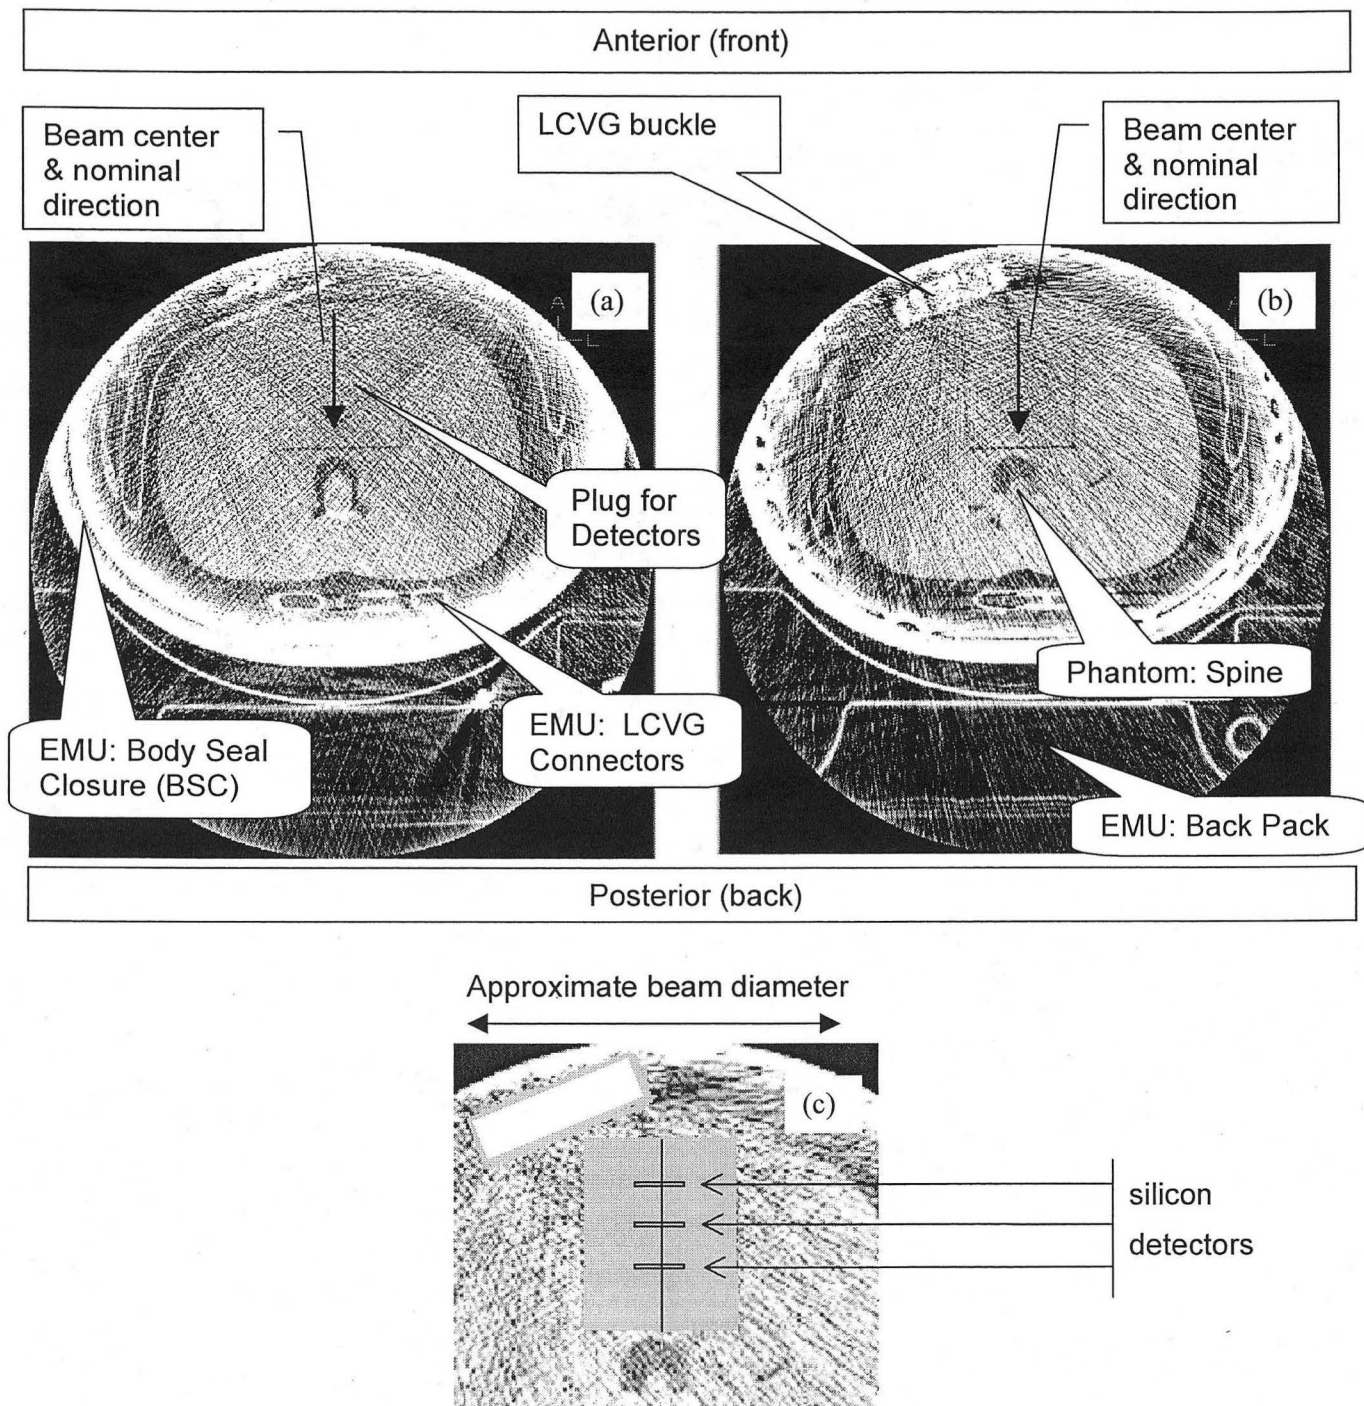 Anterior (front)
Beam center
& nominal
direction
LCVG buckle
Beam center
& nominal
direction
(a)
(b)
A
L
L
A
L
L
Plug for
Detectors
Phantom: Spine
EMU: Body Seal
Closure (BSC)
EMU: LCVG
Connectors
EMU: Back Pack
Posterior (back)
Approximate beam diameter
(c)
silicon
detectors